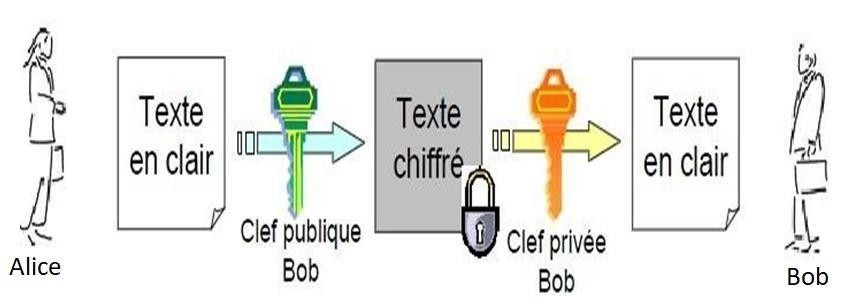 Texte
en clair
Clef publique
Bob
Texte
chiffré
Clef privée
Bob
Texte
en clair
Alice
Bob